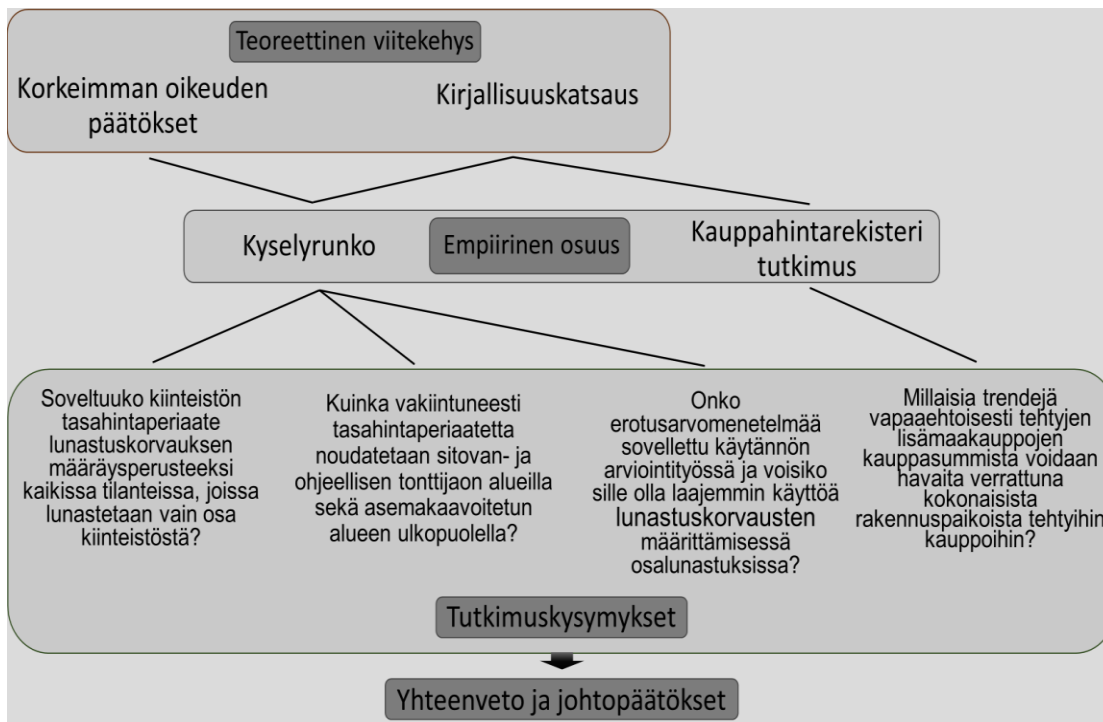 Teoreettinen viitekehys
Korkeimman oikeuden
päätökset
Kirjallisuuskatsaus
Kyselyrunko
Empiirinen osuus
Kauppahintarekisteri
tutkimus
Soveltuuko kiinteistön
tasahintaperiaate
lunastuskorvauksen
määräysperusteeksi
kaikissa tilanteissa, joissa
lunastetaan vain osa
kiinteistöstä?
Kuinka vakiintuneesti
tasahintaperiaatetta
noudatetaan sitovan- ja
ohjeellisen tonttijaon alueilla
sekä asemakaavoitetun
alueen ulkopuolella?
Onko
erotusarvomenetelmää
sovellettu käytännön
arviointityössä ja voisiko
sille olla laajemmin käyttöä
lunastuskorvausten
määrittämisessä
osalunastuksissa?
Millaisia trendejä
vapaaehtoisesti tehtyjen
lisämaakauppojen
kauppasummista voidaan
havaita verrattuna
kokonaisista
rakennuspaikoista tehtyihin
kauppoihin?
Tutkimuskysymykset
Yhteenveto ja johtopäätökset